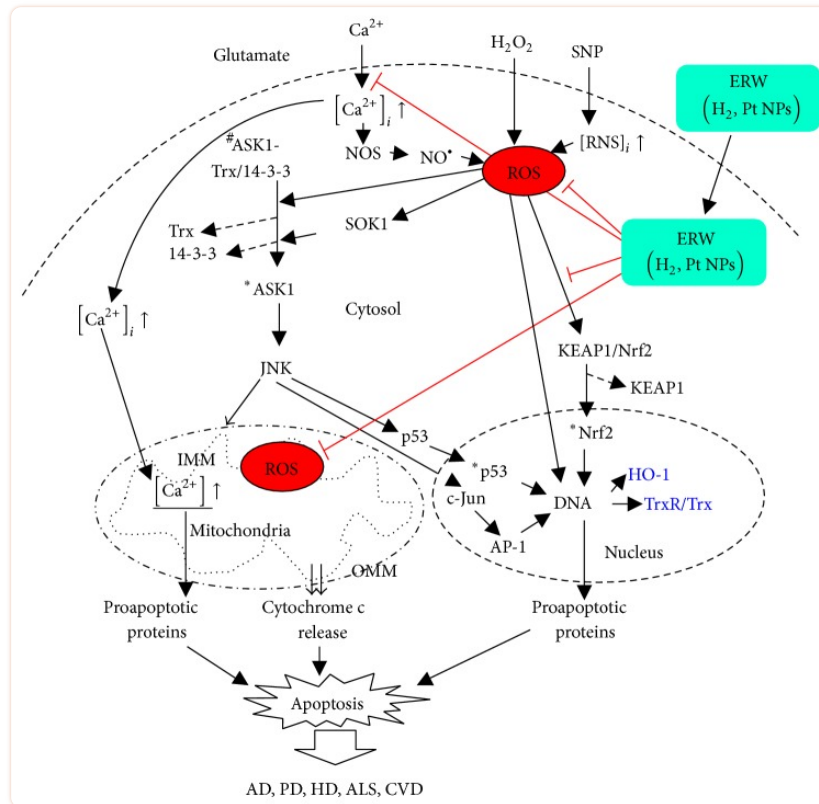 Ca²⁺
Glutamate
H₂O₂
SNP
ERW
(H₂, Pt NPs)
[Ca²⁺]ᵢ ↑
#ASK1-
Trx/14-3-3
NOS
NO•
[RNS]ᵢ ↑
ROS
Trx
14-3-3
SOK1
ERW
(H₂, Pt NPs)
*ASK1
[Ca²⁺]ᵢ ↑
Cytosol
JNK
KEAP1/Nrf2
KEAP1
p53
*Nrf2
IMM
ROS
*p53
[Ca²⁺] ↑
c-Jun
DNA
HO-1
TrxR/Trx
Mitochondria
AP-1
Nucleus
OMM
Proapoptotic
proteins
Cytochrome c
release
Proapoptotic
proteins
Apoptosis
AD, PD, HD, ALS, CVD